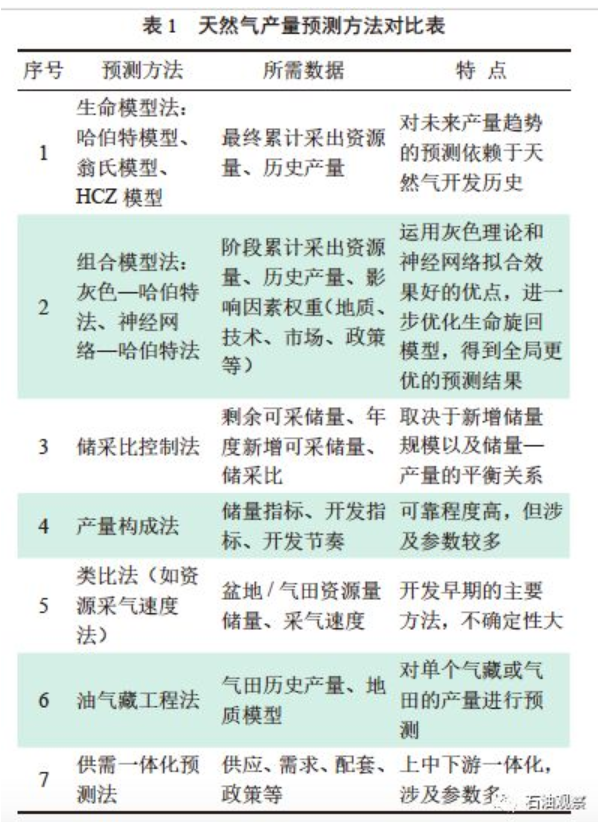 表 1 天然气产量预测方法对比表
序号 预测方法 所需数据 特 点
1
生命模型法：
哈伯特模型、
翁氏模型、
HCZ 模型
最终累计采出资源
量、历史产量
对未来产量趋势
的预测依赖于天
然气开发历史
2
组合模型法：
灰色—哈伯特
法、神经网
络—哈伯特法
阶段累计采出资源
量、历史产量、影
响因素权重（地质、
技术、市场、政策
等）
运用灰色理论和
神经网络拟合效
果好的优点，进一
步优化生命旋回
模型，得到全局更
优的预测结果
3
储采比控制法
剩余可采储量、年
度新增可采储量、
储采比
取决于新增储量
规模以及储量—
产量的平衡关系
4
产量构成法
储量指标、开发指
标、开发节奏
可靠程度高，但涉
及参数较多
5
类比法（如资
源采气速度
法）
盆地 / 气田资源量
储量、采气速度
开发早期的主要
方法，不确定性大
6
油气藏工程法
气田历史产量、地
质模型
对单个气藏或气
田的产量进行预
测
7
供需一体化预
测法
供应、需求、配套、
政策等
上中下游一体化，
涉及参数多
石油观察